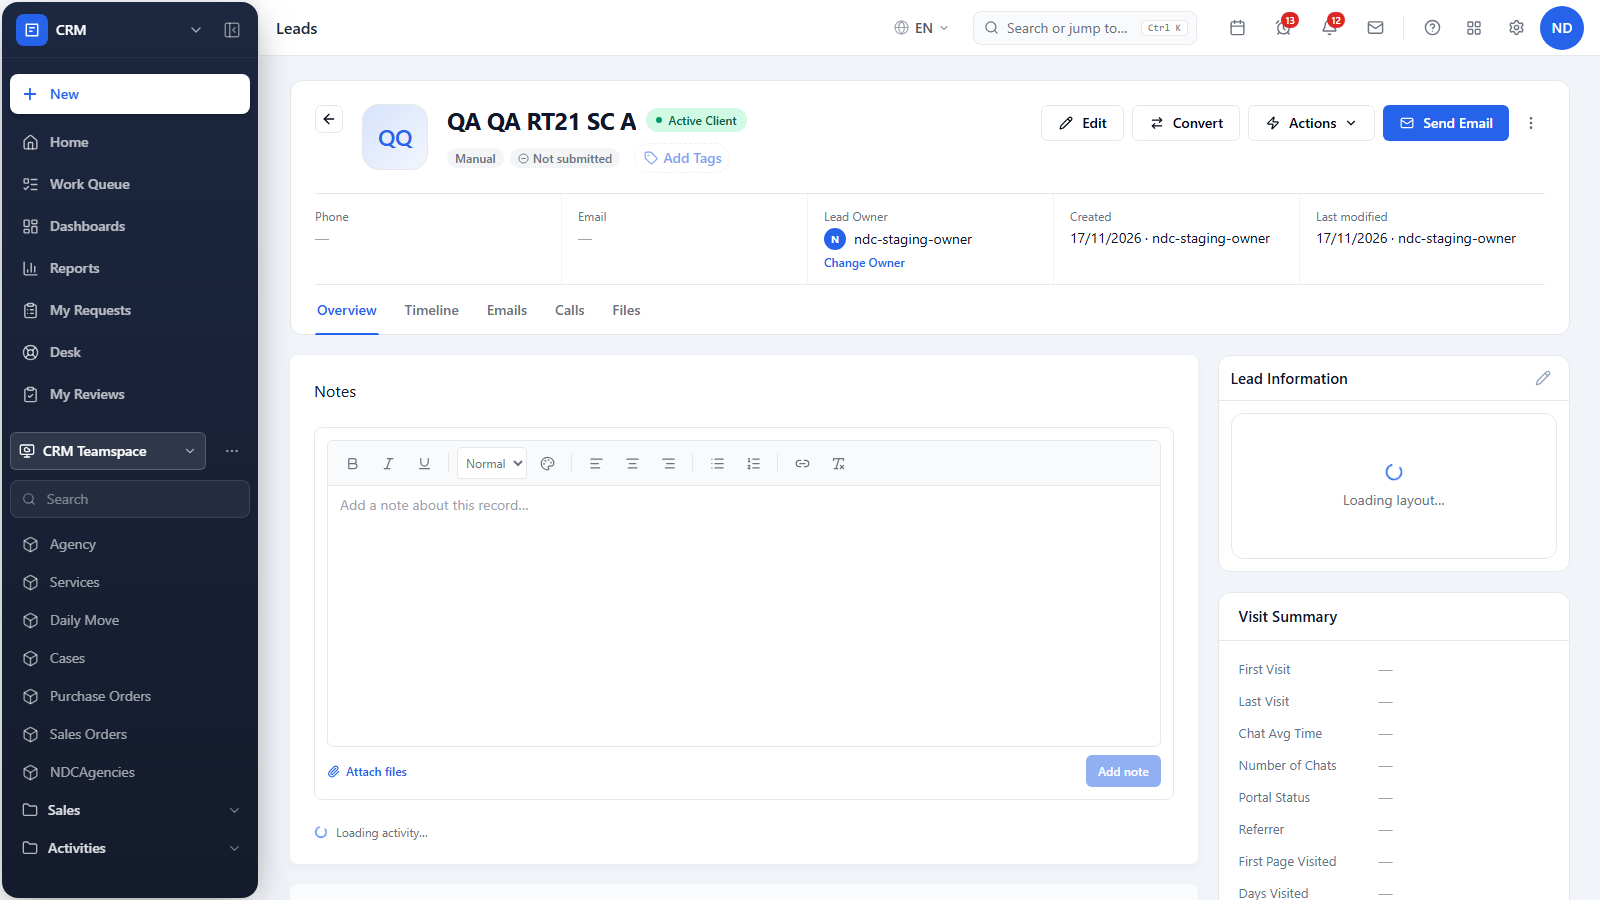 CRM
New
Home
Work Queue
Dashboards
Reports
My Requests
Desk
My Reviews
CRM Teamspace
Search
Agency
Services
Daily Move
Cases
Purchase Orders
Sales Orders
NDCAgencies
Sales
Activities
Leads
EN
Search or jump to...
Ctrl K
13
12
ND
QQ
QA QA RT21 SC A
Active Client
Manual
Not submitted
Add Tags
Edit
Convert
Actions
Send Email
Phone
—
Email
—
Lead Owner
N
ndc-staging-owner
Change Owner
Created
17/11/2026 · ndc-staging-owner
Last modified
17/11/2026 · ndc-staging-owner
Overview
Timeline
Emails
Calls
Files
Notes
B I U
Normal
Add a note about this record...
Attach files
Add note
Loading activity...
Lead Information
Loading layout...
Visit Summary
First Visit —
Last Visit —
Chat Avg Time —
Number of Chats —
Portal Status —
Referrer —
First Page Visited —
Days Visited —